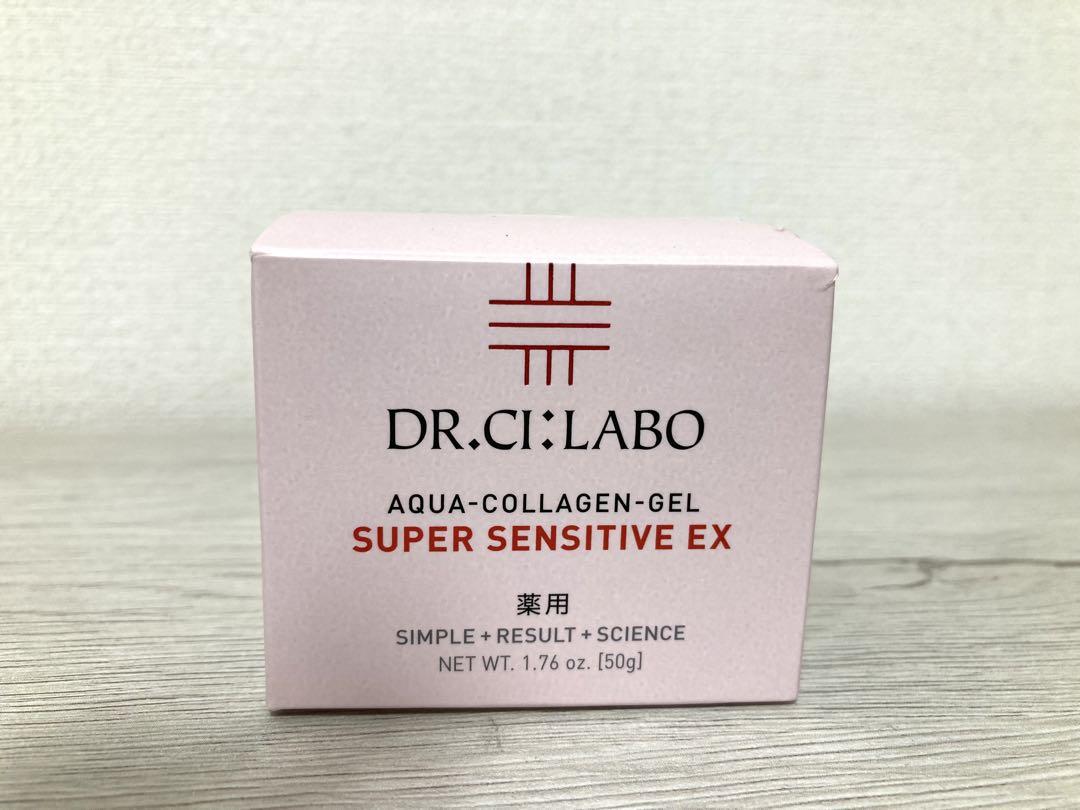 DR.CI:LABO
AQUA-COLLAGEN-GEL
SUPER SENSITIVE EX
薬用
SIMPLE + RESULT + SCIENCE
NET WT. 1.76 oz. [50g]